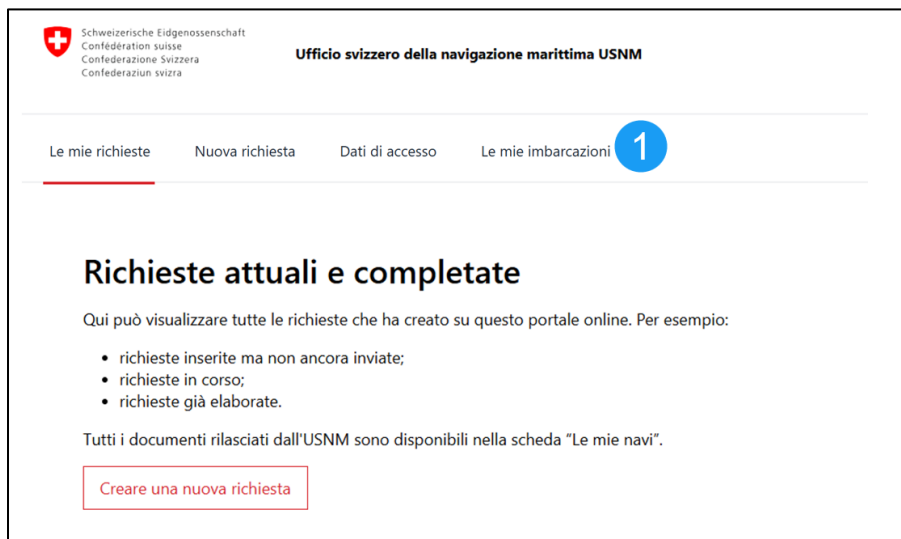 Schweizerische Eidgenossenschaft
Confédération suisse
Confederazione Svizzera
Confederaziun svizra
Ufficio svizzero della navigazione marittima USNM
Le mie richieste Nuova richiesta Dati di accesso Le mie imbarcazioni 1
Richieste attuali e completate
Qui può visualizzare tutte le richieste che ha creato su questo portale online. Per esempio:
• richieste inserite ma non ancora inviate;
• richieste in corso;
• richieste già elaborate.
Tutti i documenti rilasciati dall'USNM sono disponibili nella scheda "Le mie navi".
Creare una nuova richiesta